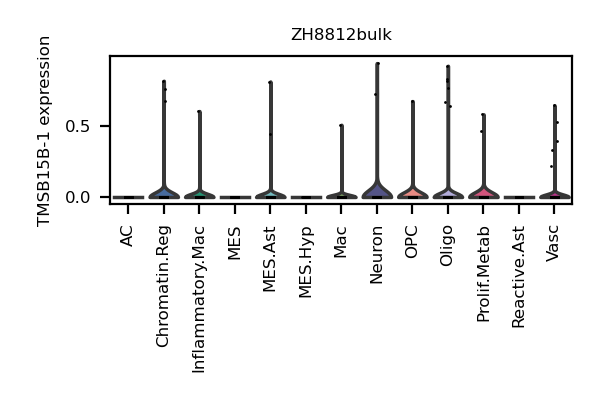 ZH8812bulk
TMSB15B-1 expression
0.5
0.0
AC
Chromatin.Reg
Inflammatory.Mac
MES
MES.Ast
MES.Hyp
Mac
Neuron
OPC
Oligo
Prolif.Metab
Reactive.Ast
Vasc